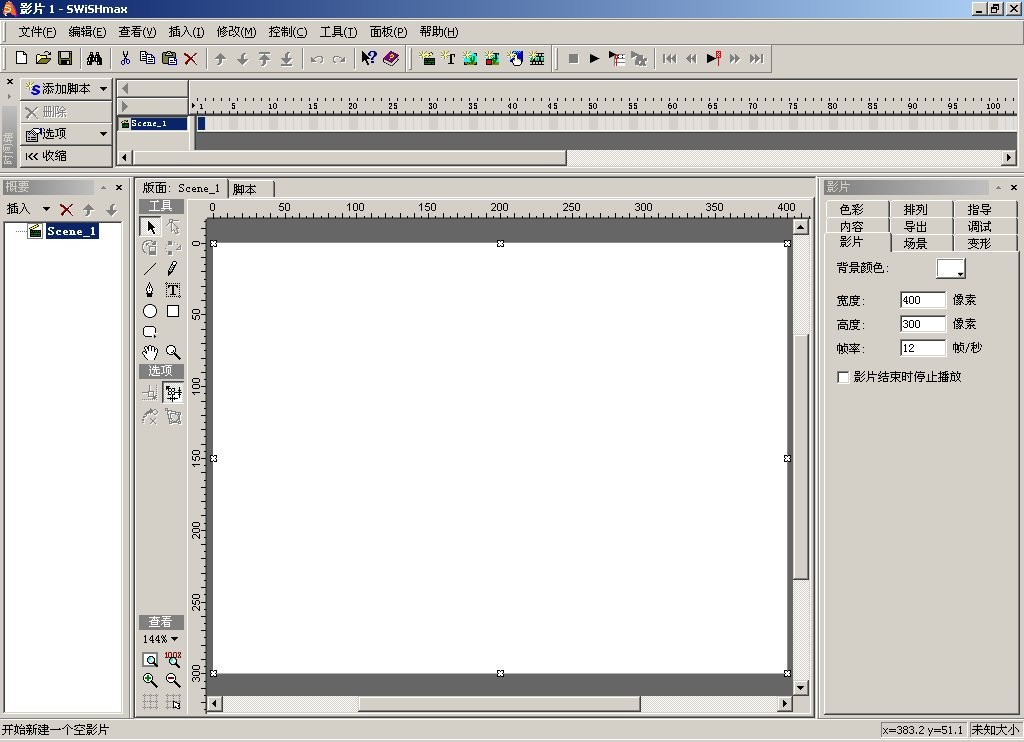 影片 1 - SWiSHmax
文件(F) 编辑(E) 查看(V) 插入(I) 修改(M) 控制(C) 工具(T) 面板(P) 帮助(H)
添加脚本
删除
选项
收缩
时间轴
1 5 10 15 20 25 30 35 40 45 50 55 60 65 70 75 80 85 90 95 100
Scene_1
概要
插入
Scene_1
版面: Scene_1 脚本
工具
选项
查看
144%
100%
0 50 100 150 200 250 300 350 400
0
50
100
150
200
250
300
影片
色彩 排列 指导
内容 导出 调试
影片 场景 变形
背景颜色:
宽度: 400 像素
高度: 300 像素
帧率: 12 帧/秒
影片结束时停止播放
开始新建一个空影片
x=383.2 y=51.1 未知大小